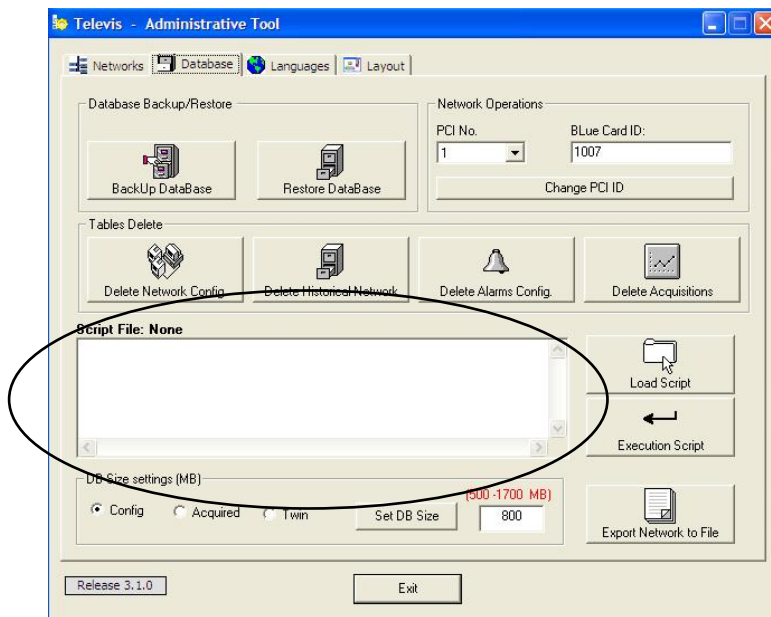 Televis - Administrative Tool
Networks Database Languages Layout
Database Backup/Restore
BackUp DataBase Restore DataBase
Network Operations
PCI No. BLue Card ID:
1 1007
Change PCI ID
Tables Delete
Delete Network Config. Delete Historical Network Delete Alarms Config. Delete Acquisitions
Script File: None
Load Script
Execution Script
DB Size settings (MB)
(500 -1700 MB)
Config Acquired Twin Set DB Size 800
Export Network to File
Release 3.1.0 Exit